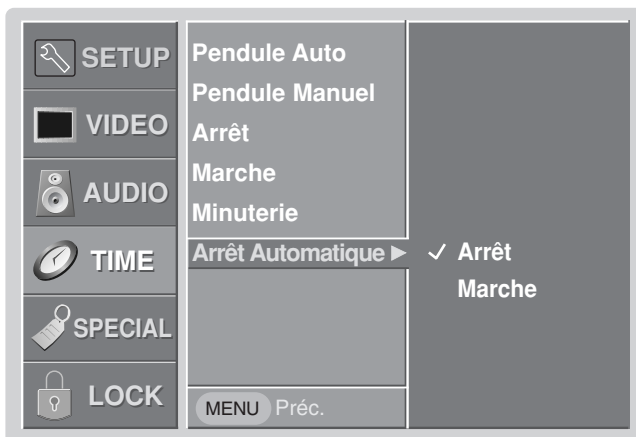 SETUP
VIDEO
AUDIO
TIME
SPECIAL
LOCK
Pendule Auto
Pendule Manuel
Arrêt
Marche
Minuterie
Arrêt Automatique ►
MENU Préc.
✓ Arrêt
Marche